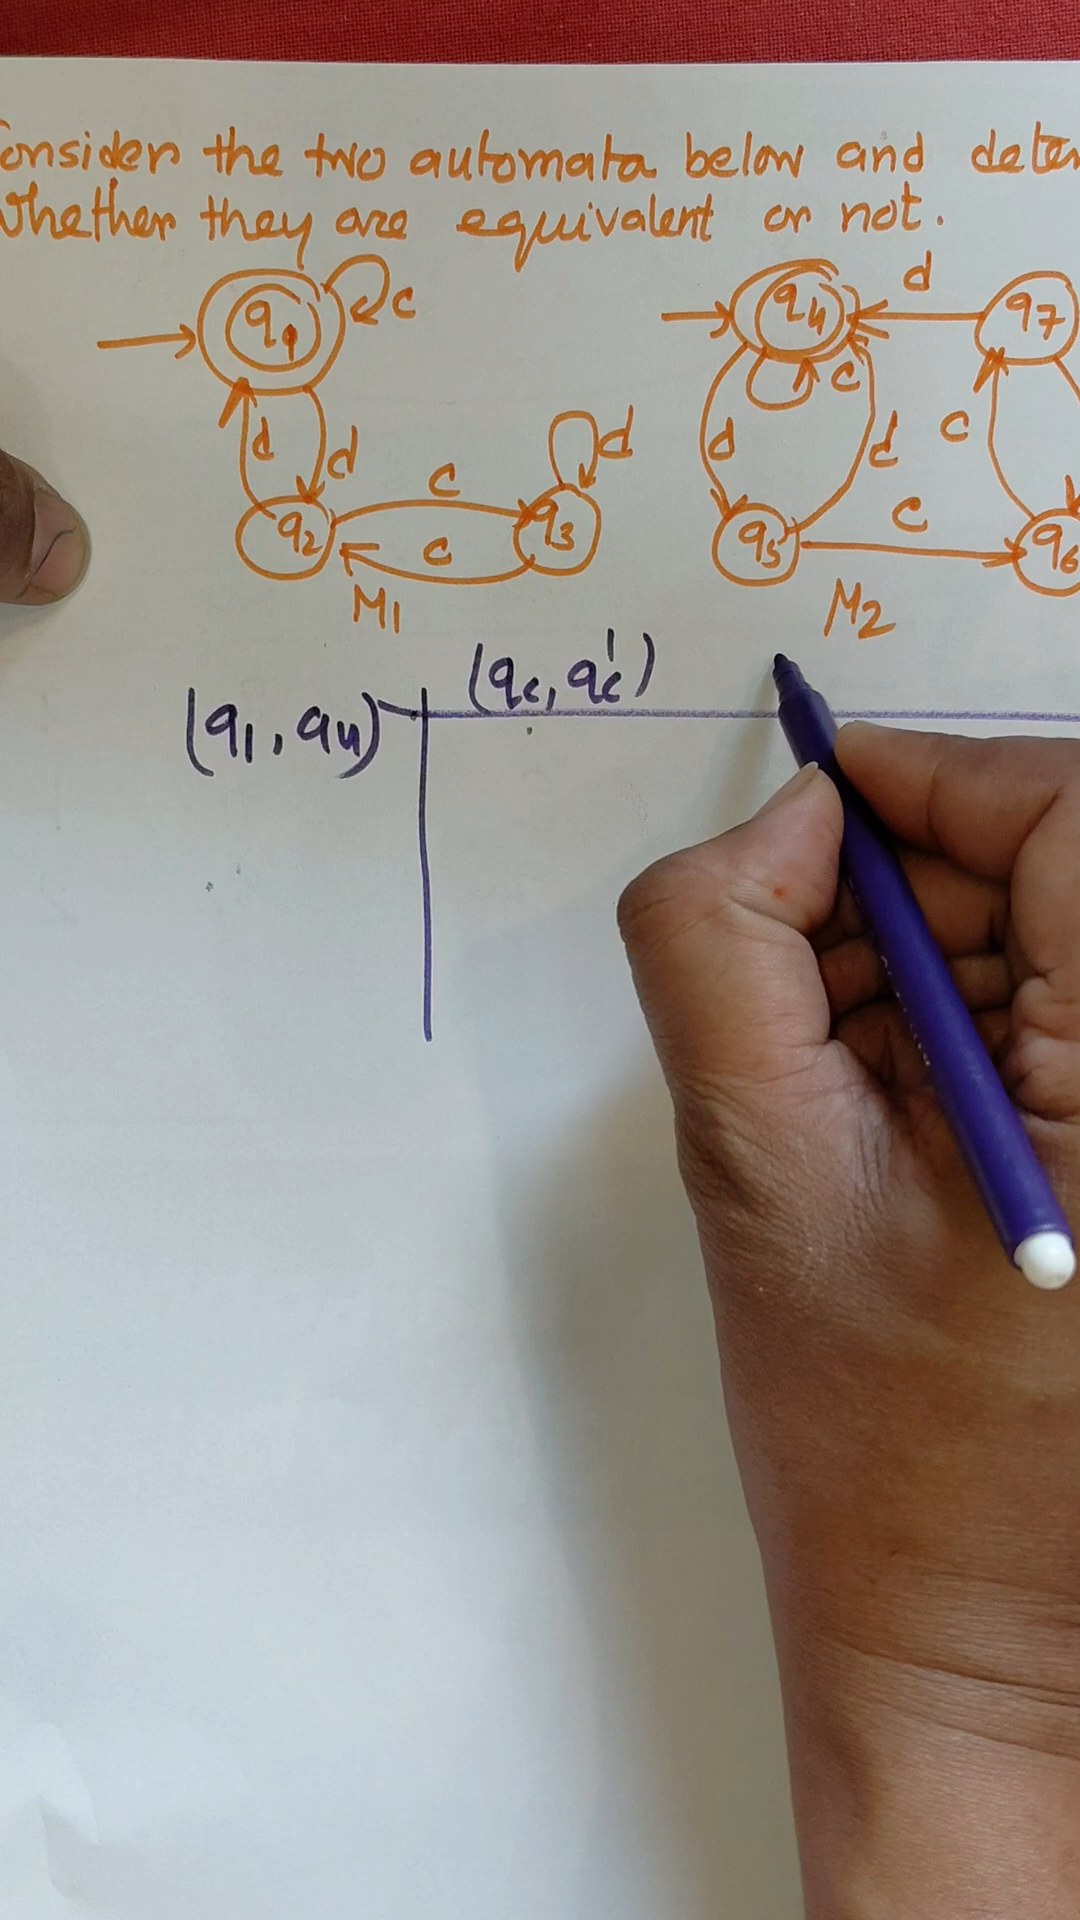 onsider the two automata below and deter
Whether they are equivalent or not.
q1 c q4 d q7
c
d d d d c
c d
q2 q3 q5 c q6
c
M1 M2
(qc, q'c)
(q1, q4)